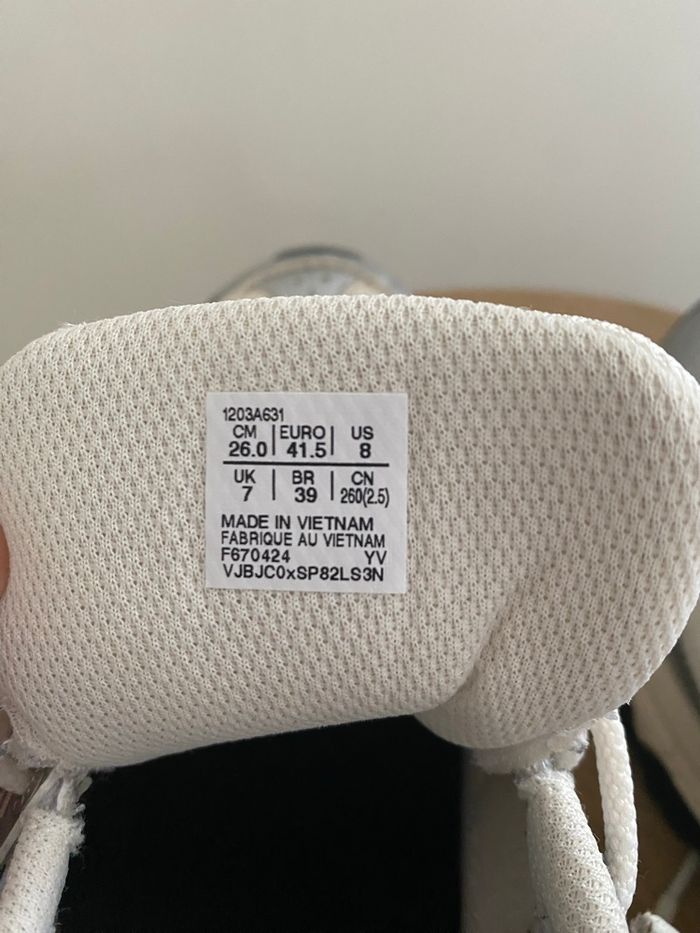 1203A631
CM | EURO | US
26.0 | 41.5 | 8
UK | BR | CN
7 | 39 | 260(2.5)
MADE IN VIETNAM
FABRIQUE AU VIETNAM
F670424 YV
VJBJC0xSP82LS3N